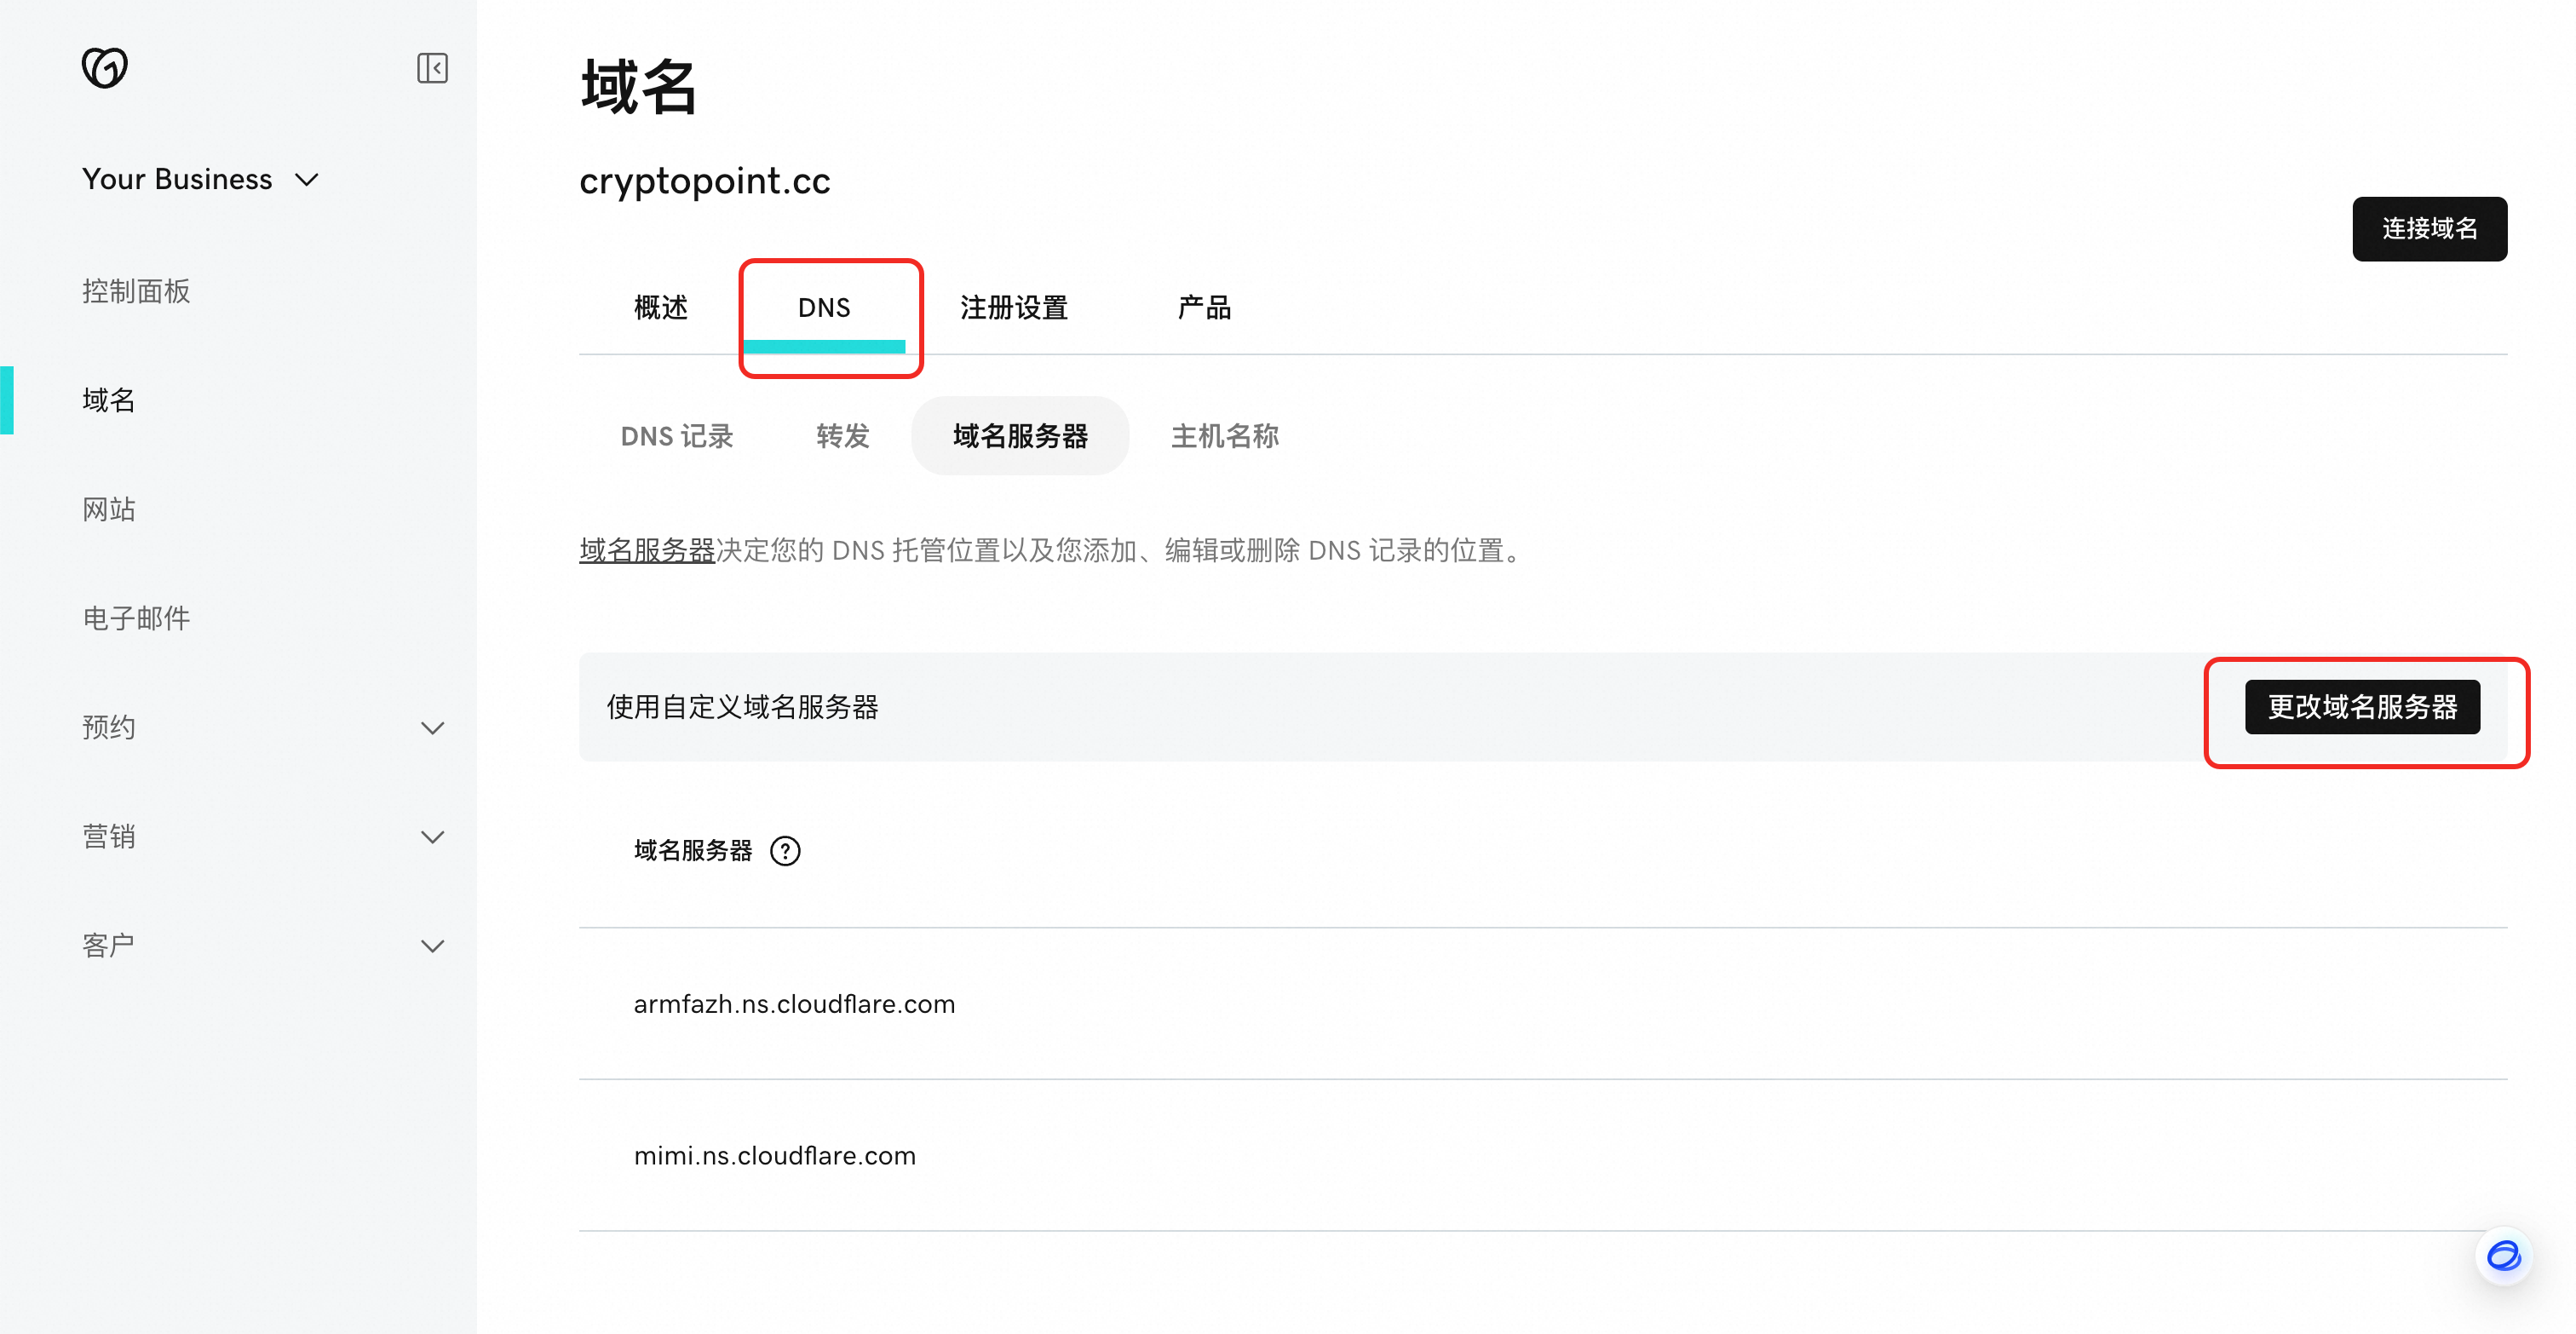 域名
Your Business
cryptopoint.cc
连接域名
控制面板
概述
DNS
注册设置
产品
域名
DNS 记录
转发
域名服务器
主机名称
网站
域名服务器决定您的 DNS 托管位置以及您添加、编辑或删除 DNS 记录的位置。
电子邮件
使用自定义域名服务器
更改域名服务器
预约
营销
域名服务器 ?
客户
armfazh.ns.cloudflare.com
mimi.ns.cloudflare.com